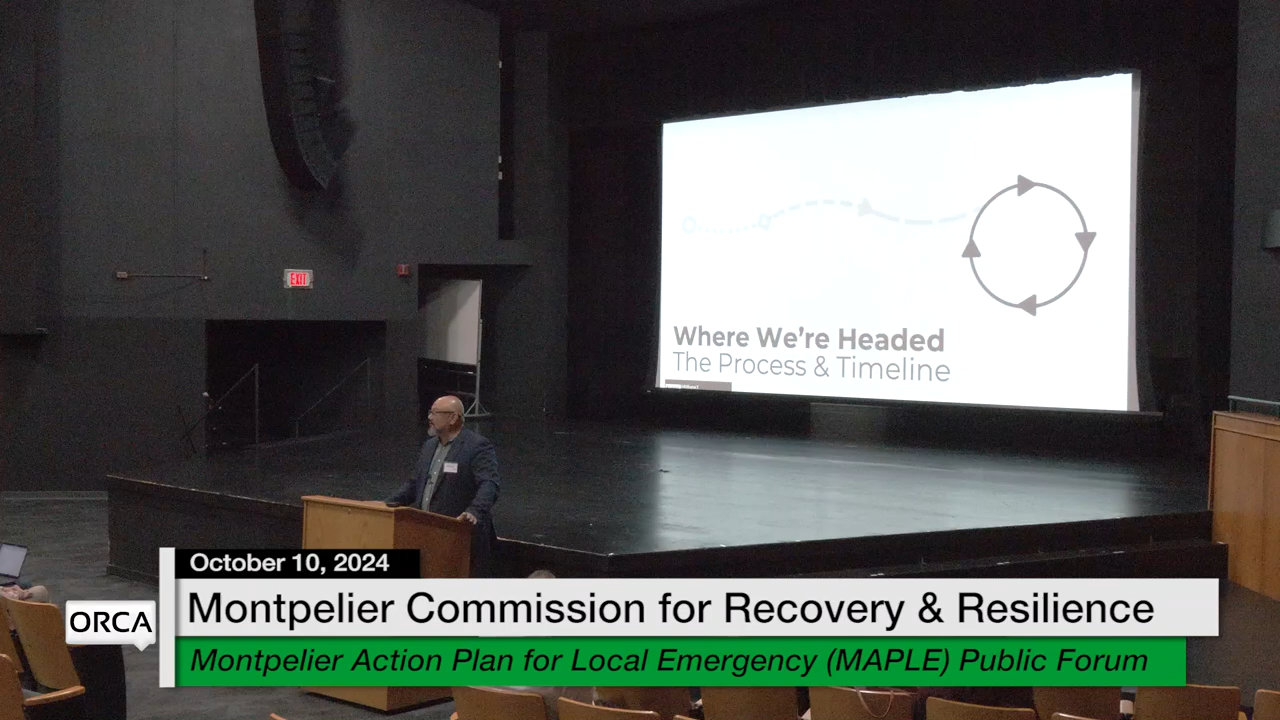 EXIT
Where We're Headed
The Process & Timeline
October 10, 2024
ORCA
Montpelier Commission for Recovery & Resilience
Montpelier Action Plan for Local Emergency (MAPLE) Public Forum